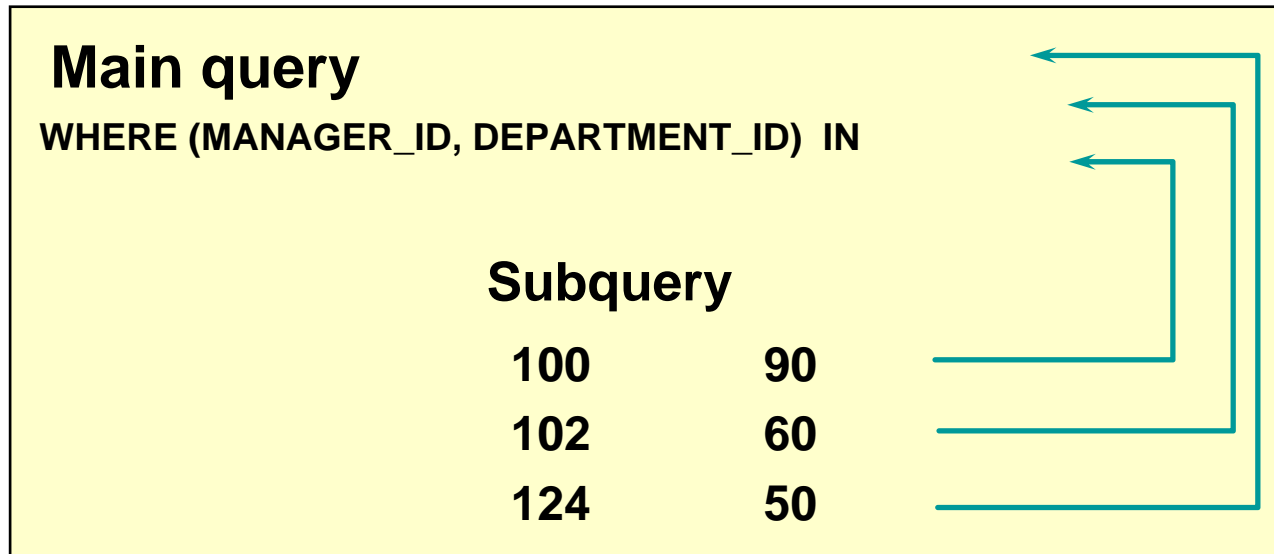 Main query
WHERE (MANAGER_ID, DEPARTMENT_ID) IN
Subquery
100 90
102 60
124 50